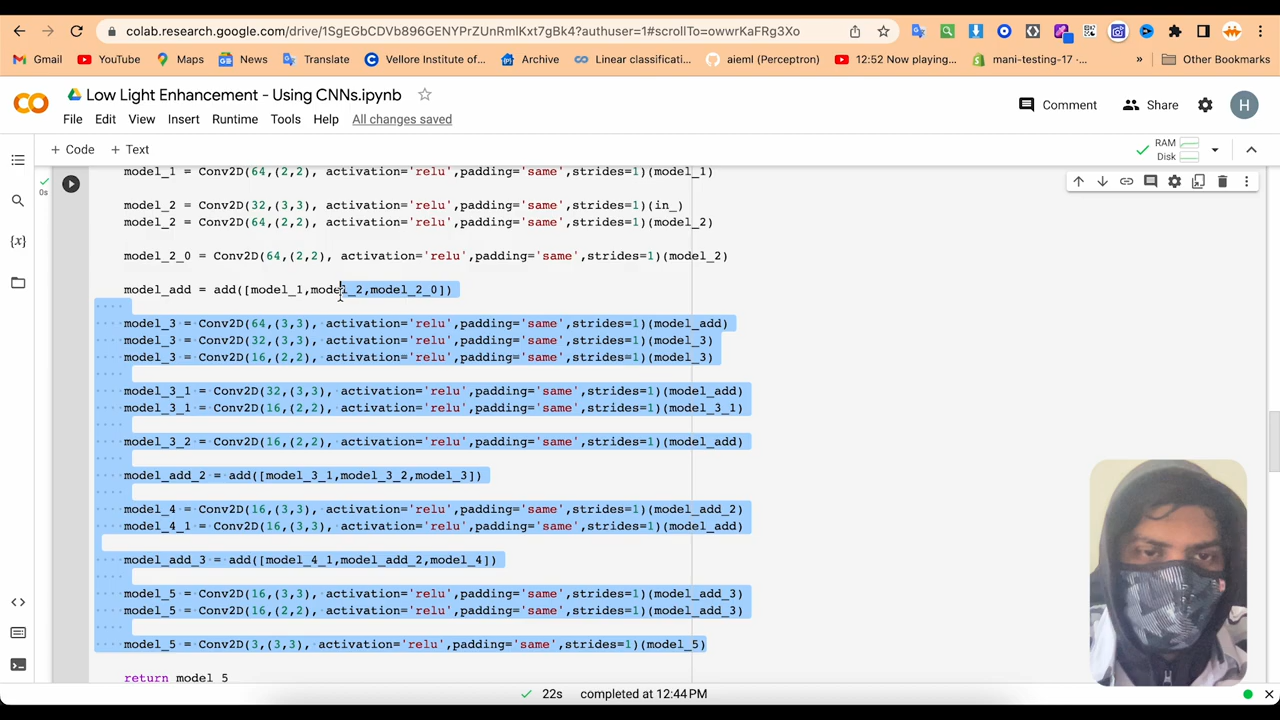 colab.research.google.com/drive/1SgEGbCDVb896GENYPrZUnRmlKxt7gBk4?authuser=1#scrollTo=owwrKaFRg3Xo
Gmail YouTube Maps News Translate Vellore Institute of... Archive Linear classificati... aieml (Perceptron) 12:52 Now playing... mani-testing-17 · ... » Other Bookmarks
Low Light Enhancement - Using CNNs.ipynb
Comment Share H
File Edit View Insert Runtime Tools Help All changes saved
+ Code + Text RAM Disk
0s
{x}
model_1 = Conv2D(64,(2,2), activation='relu',padding='same',strides=1)(model_1)
model_2 = Conv2D(32,(3,3), activation='relu',padding='same',strides=1)(in_)
model_2 = Conv2D(64,(2,2), activation='relu',padding='same',strides=1)(model_2)
model_2_0 = Conv2D(64,(2,2), activation='relu',padding='same',strides=1)(model_2)
model_add = add([model_1,model_2,model_2_0])
model_3 = Conv2D(64,(3,3), activation='relu',padding='same',strides=1)(model_add)
model_3 = Conv2D(32,(3,3), activation='relu',padding='same',strides=1)(model_3)
model_3 = Conv2D(16,(2,2), activation='relu',padding='same',strides=1)(model_3)
model_3_1 = Conv2D(32,(3,3), activation='relu',padding='same',strides=1)(model_add)
model_3_1 = Conv2D(16,(2,2), activation='relu',padding='same',strides=1)(model_3_1)
model_3_2 = Conv2D(16,(2,2), activation='relu',padding='same',strides=1)(model_add)
model_add_2 = add([model_3_1,model_3_2,model_3])
model_4 = Conv2D(16,(3,3), activation='relu',padding='same',strides=1)(model_add_2)
model_4_1 = Conv2D(16,(3,3), activation='relu',padding='same',strides=1)(model_add)
model_add_3 = add([model_4_1,model_add_2,model_4])
model_5 = Conv2D(16,(3,3), activation='relu',padding='same',strides=1)(model_add_3)
model_5 = Conv2D(16,(2,2), activation='relu',padding='same',strides=1)(model_add_3)
model_5 = Conv2D(3,(3,3), activation='relu',padding='same',strides=1)(model_5)
return model_5
22s completed at 12:44 PM